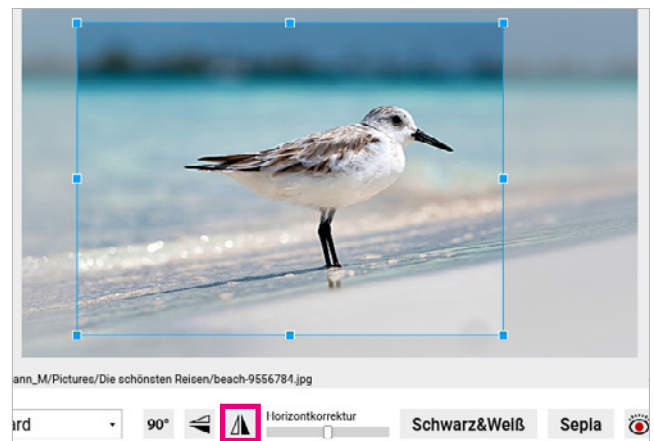 ann_M/Pictures/Die schönsten Reisen/beach-9556784.jpg
Horizontkorrektur
ard 90° Schwarz&Weiß Sepia